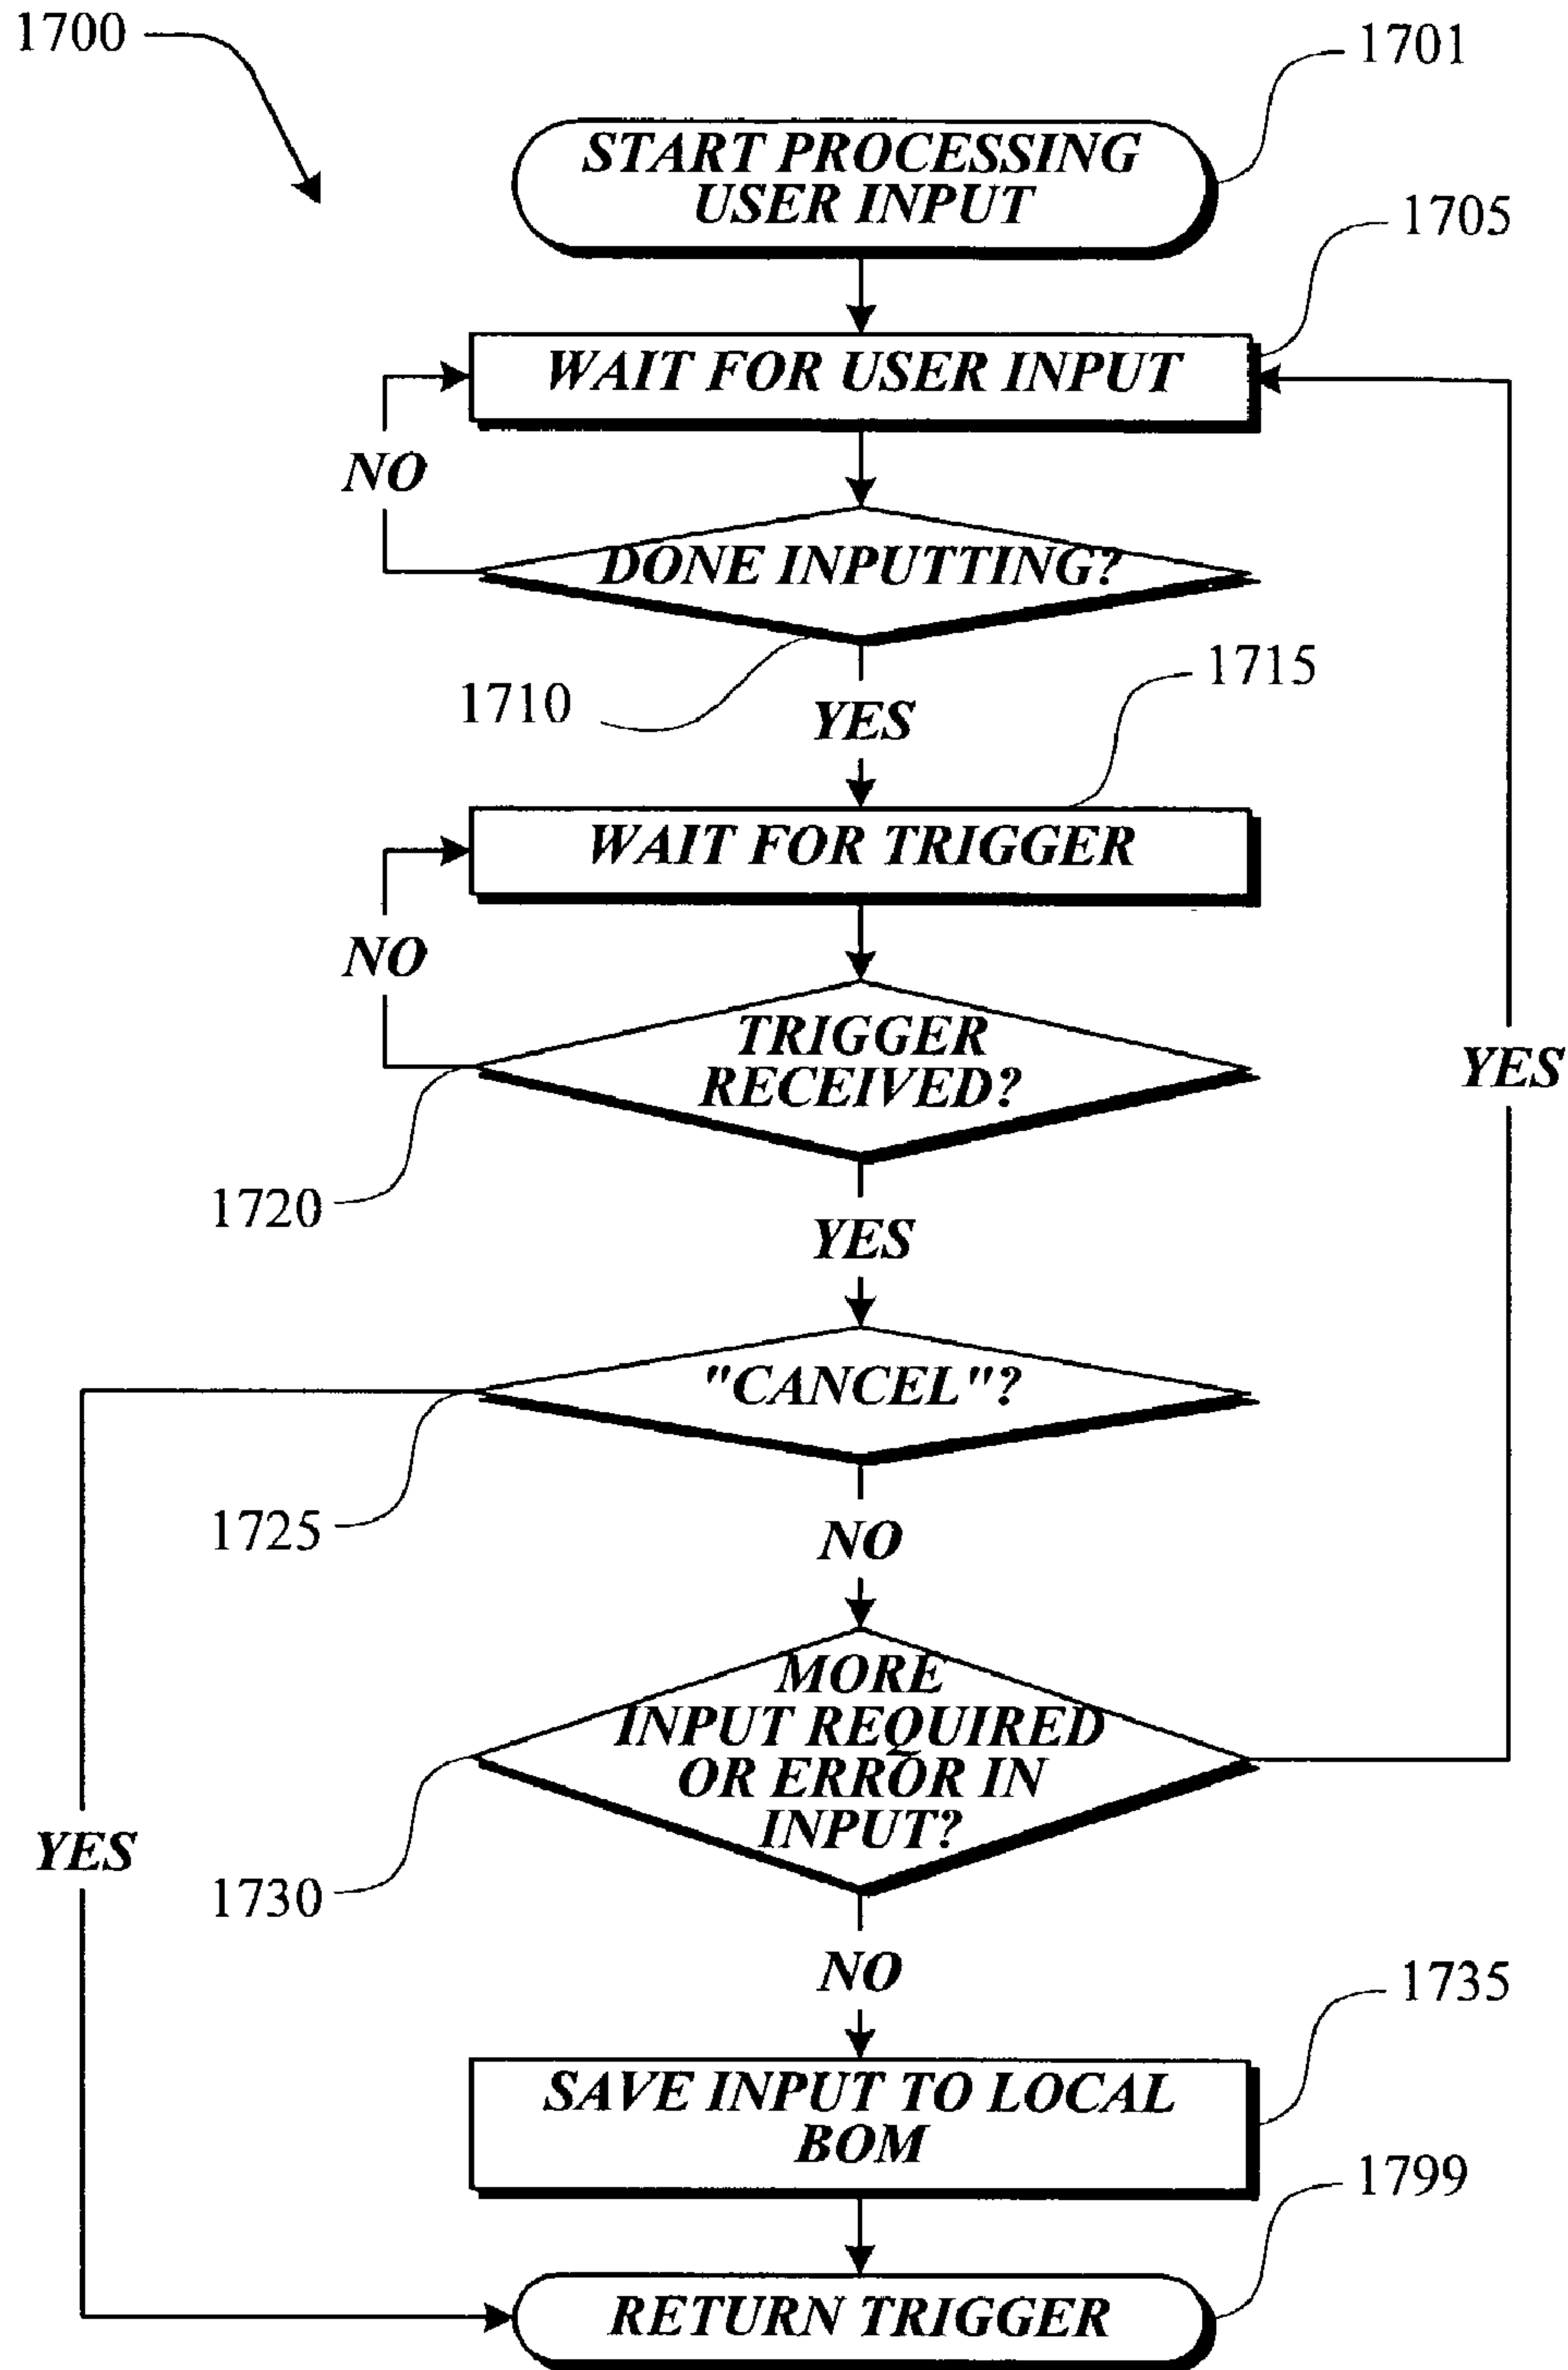 1700
1701
START PROCESSING
USER INPUT
1705
WAIT FOR USER INPUT
NO
DONE INPUTTING?
1710
YES
1715
WAIT FOR TRIGGER
NO
TRIGGER
RECEIVED?
YES
1720
YES
"CANCEL"?
1725
NO
MORE
INPUT REQUIRED
OR ERROR IN
INPUT?
YES
1730
NO
1735
SAVE INPUT TO LOCAL
BOM
1799
RETURN TRIGGER